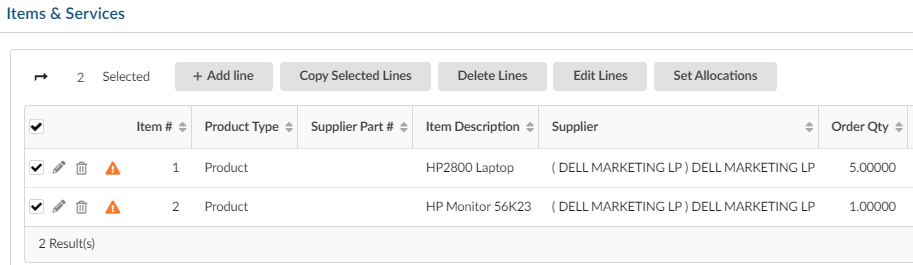 Items & Services
2 Selected + Add line Copy Selected Lines Delete Lines Edit Lines Set Allocations
Item # Product Type Supplier Part # Item Description Supplier Order Qty
1 Product HP2800 Laptop ( DELL MARKETING LP ) DELL MARKETING LP 5.00000
2 Product HP Monitor 56K23 ( DELL MARKETING LP ) DELL MARKETING LP 1.00000
2 Result(s)